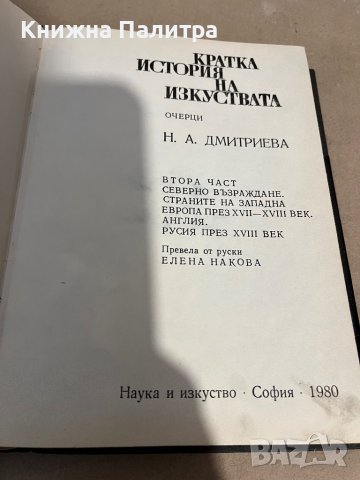 Книжна Палитра
КРАТКА
ИСТОРИЯ
НА
ИЗКУСТВАТА
ОЧЕРЦИ
Н. А. ДМИТРИЕВА
ВТОРА ЧАСТ
СЕВЕРНО ВЪЗРАЖДАНЕ.
СТРАНИТЕ НА ЗАПАДНА
ЕВРОПА ПРЕЗ XVII—XVIII ВЕК.
АНГЛИЯ.
РУСИЯ ПРЕЗ XVIII ВЕК
Превела от руски
ЕЛЕНА НАКОВА
Наука и изкуство · София · 1980
BAZAR